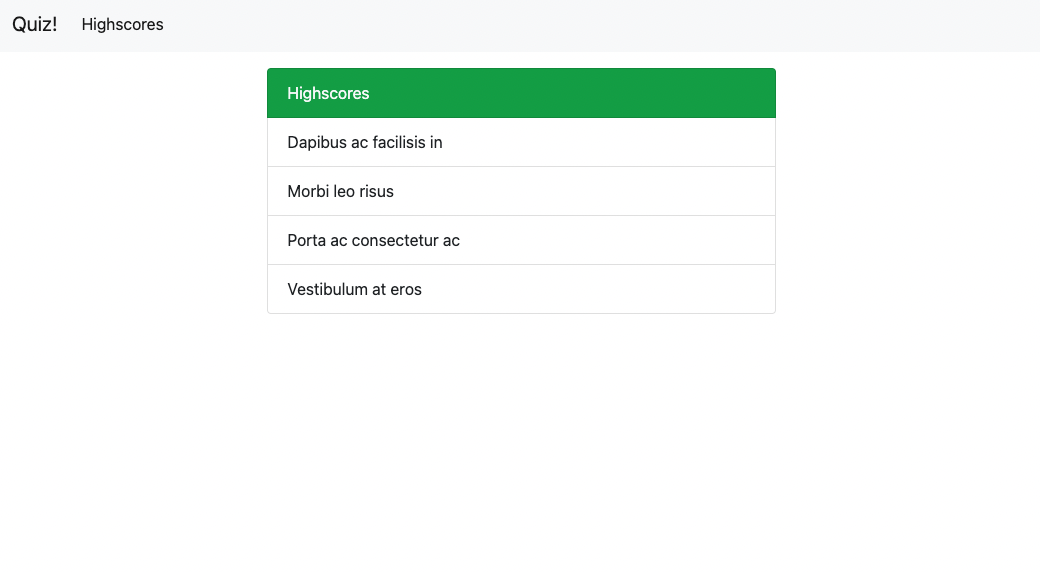 Quiz! Highscores
Highscores
Dapibus ac facilisis in
Morbi leo risus
Porta ac consectetur ac
Vestibulum at eros